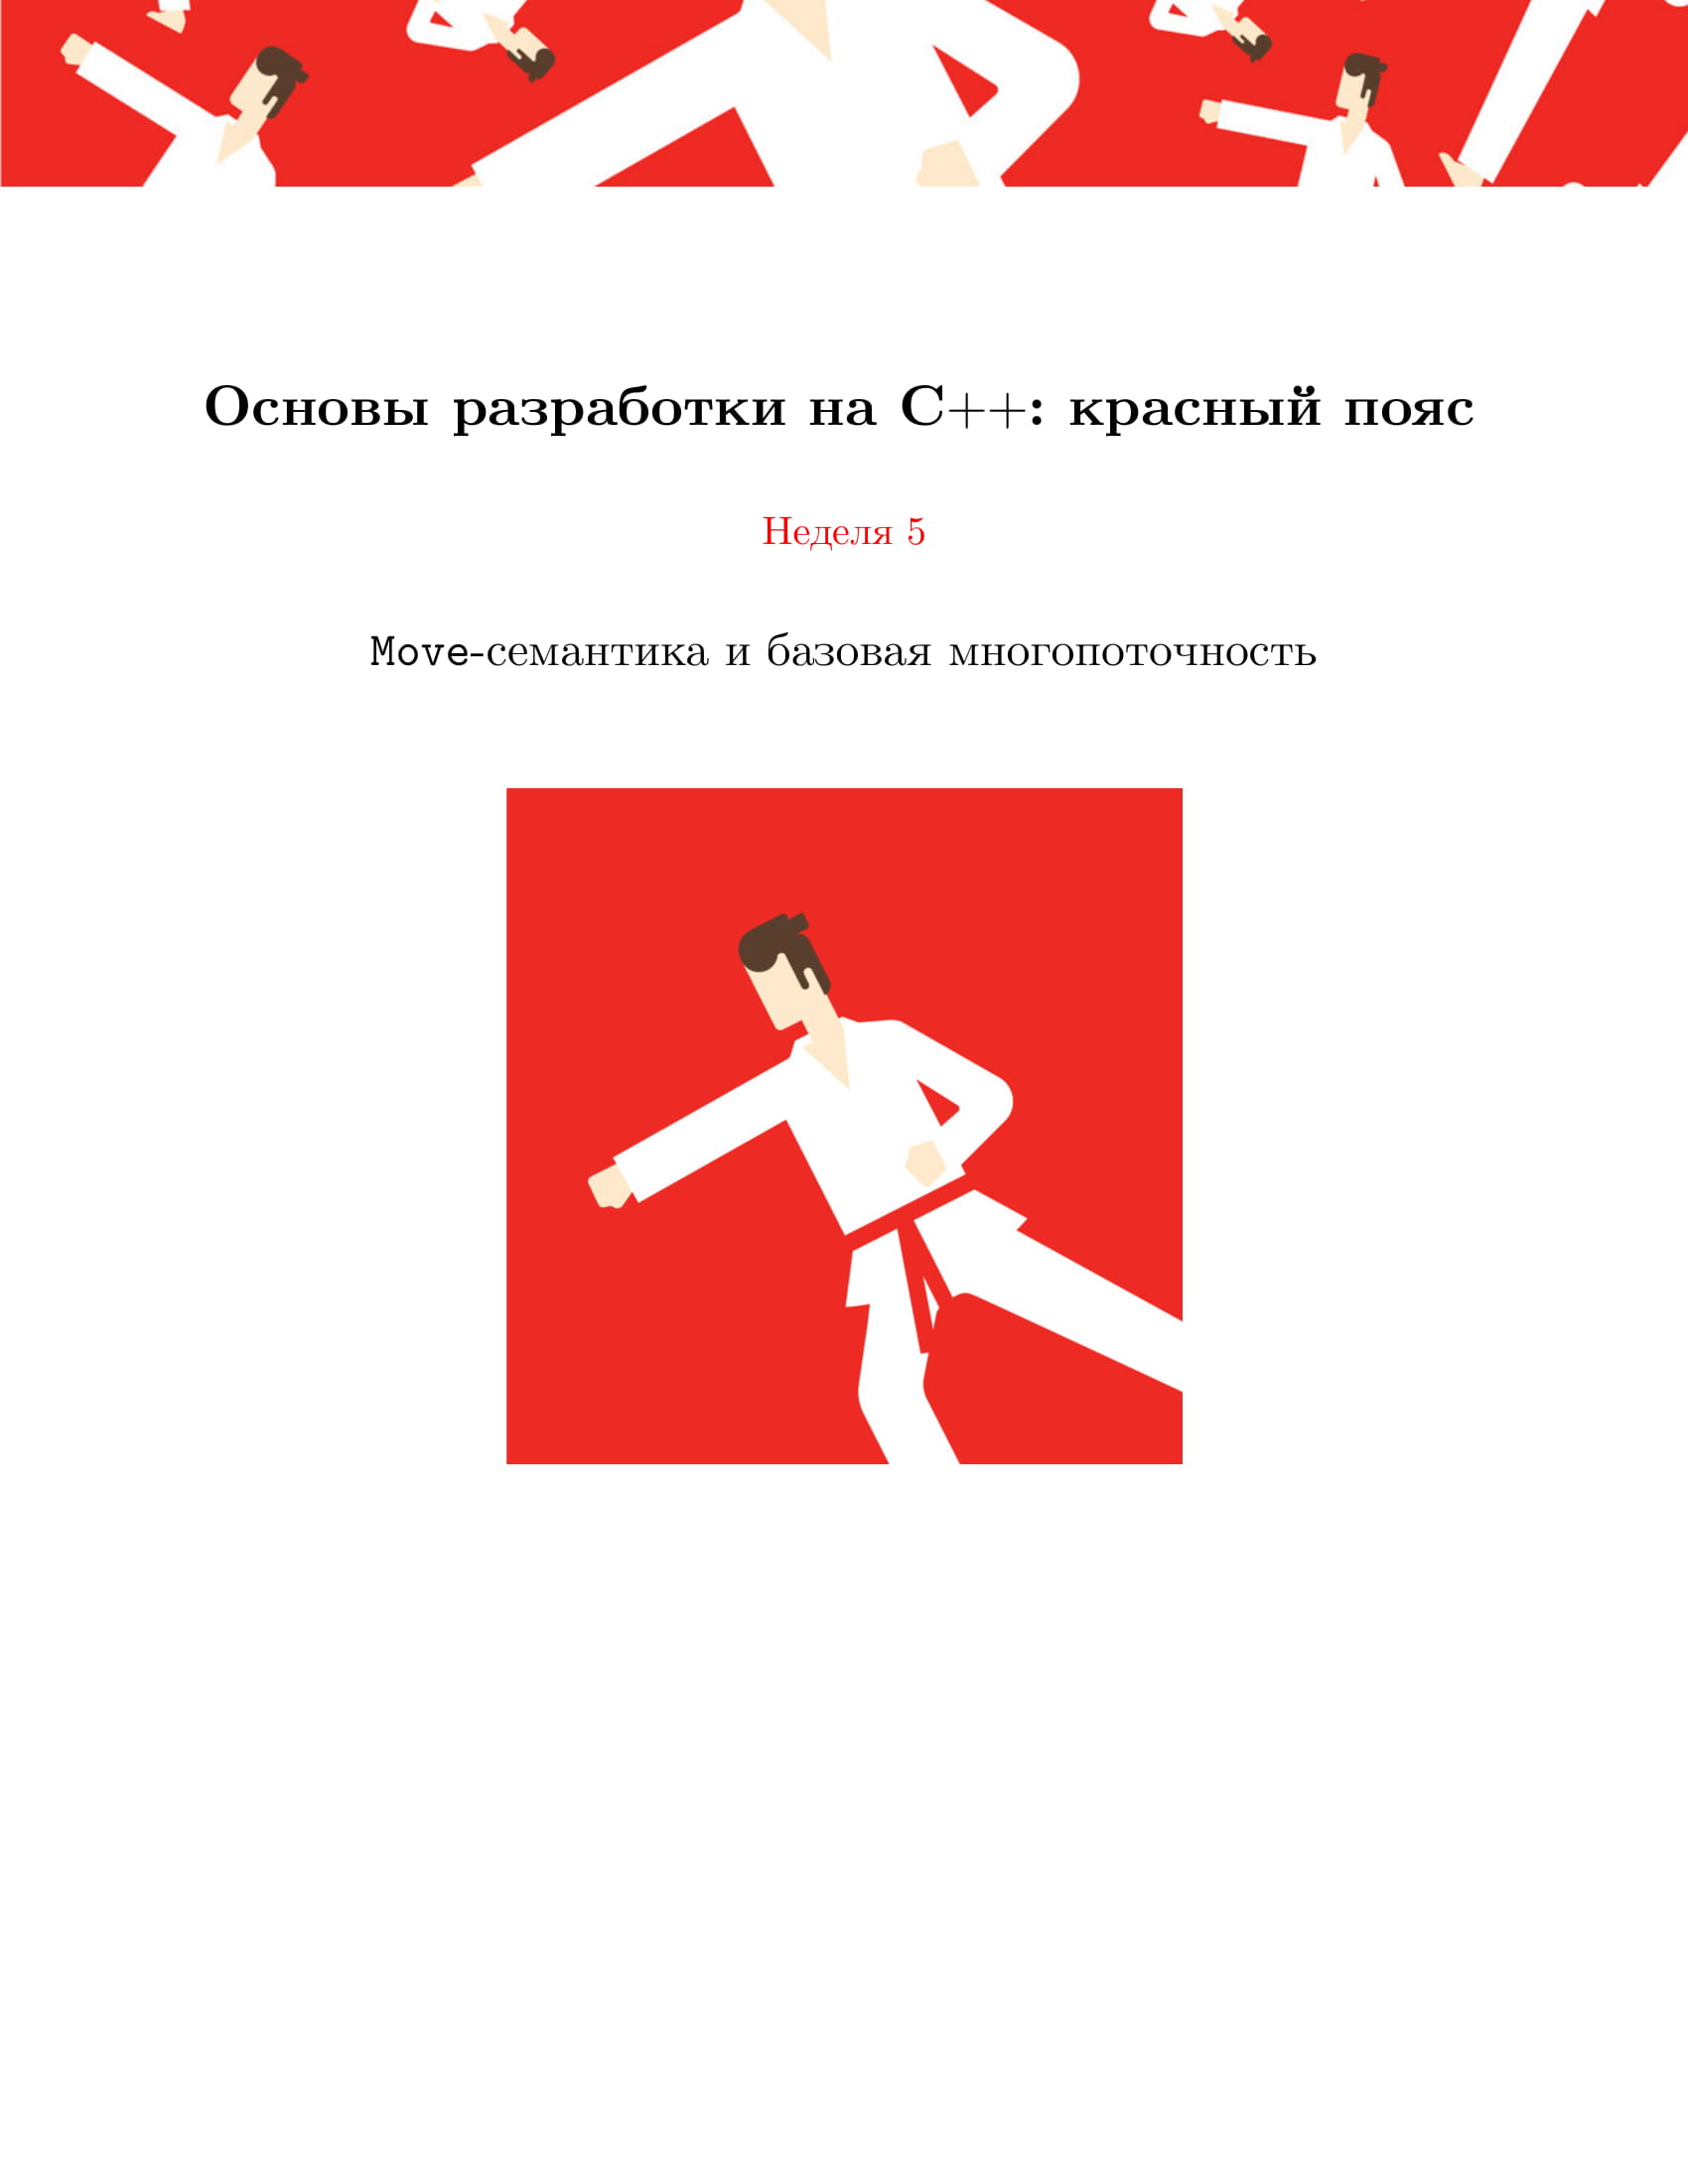 Основы разработки на C++: красный пояс
Неделя 5
Move-семантика и базовая многопоточность